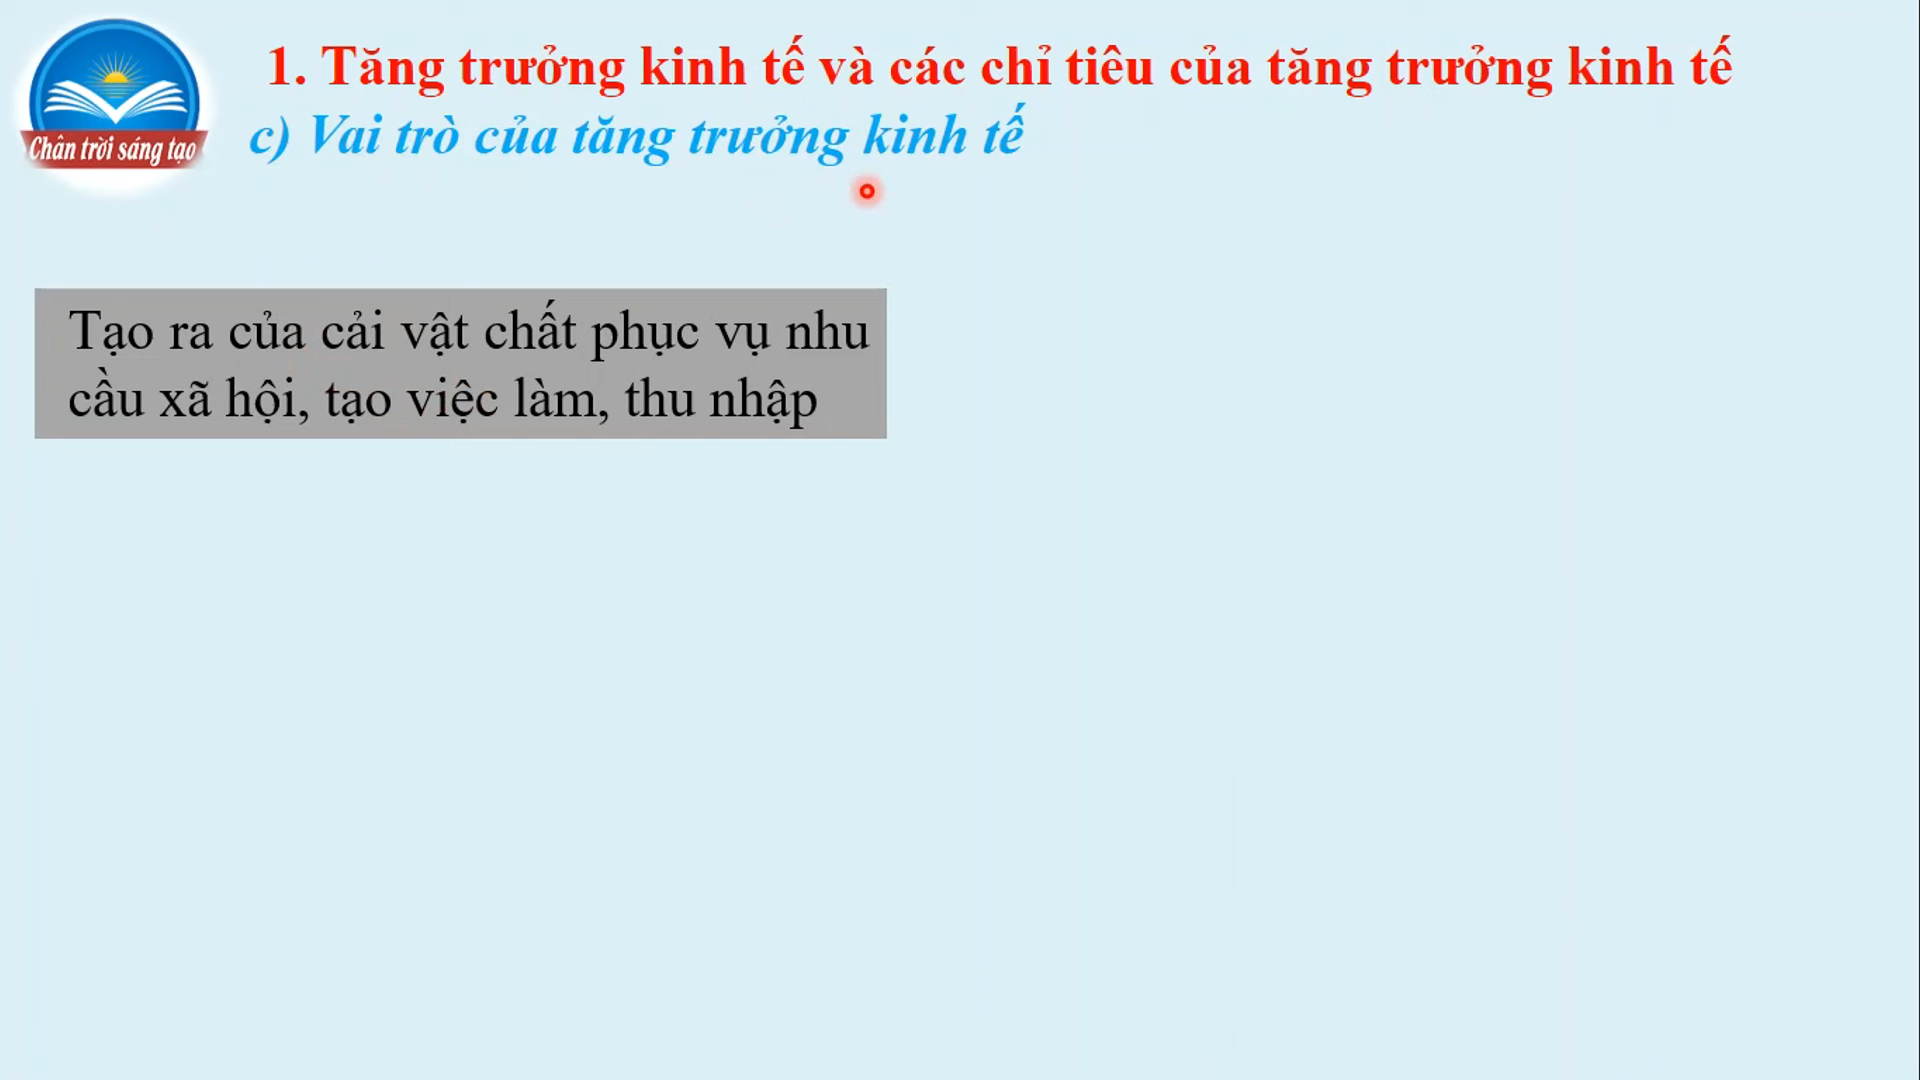 1. Tăng trưởng kinh tế và các chỉ tiêu của tăng trưởng kinh tế
c) Vai trò của tăng trưởng kinh tế
Chân trời sáng tạo
Tạo ra của cải vật chất phục vụ nhu
cầu xã hội, tạo việc làm, thu nhập